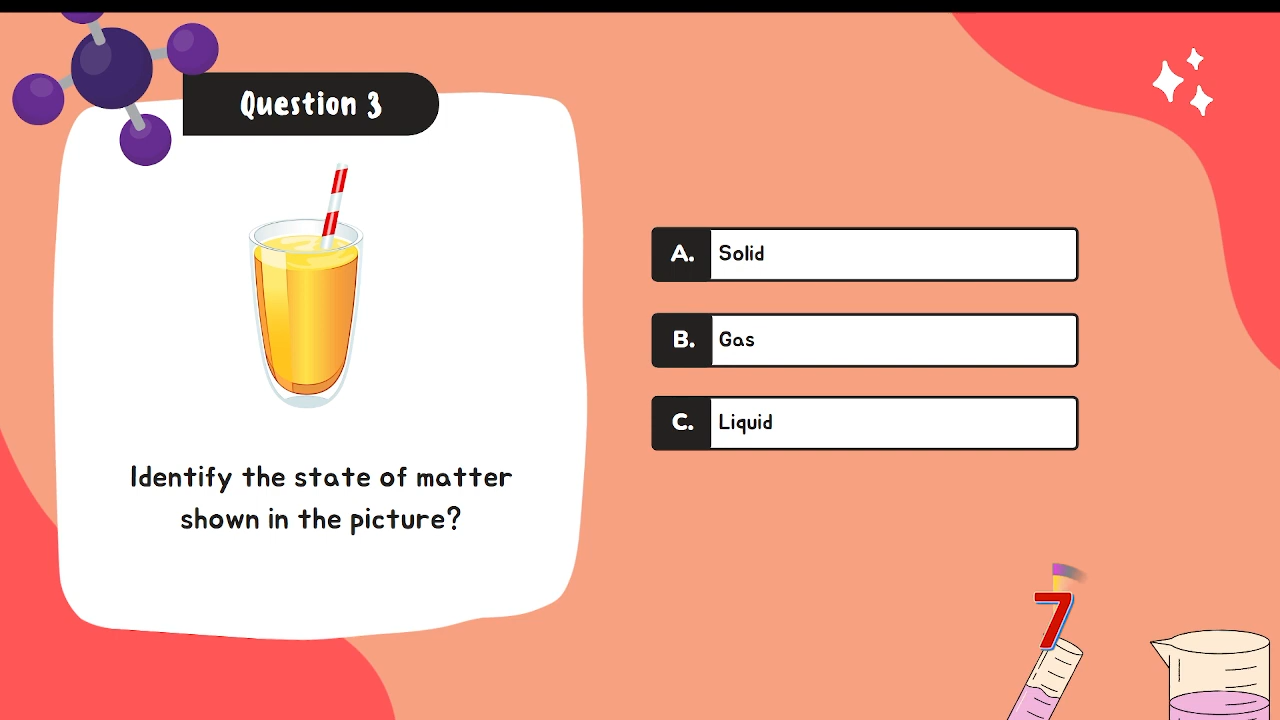 Question 3
Identify the state of matter
shown in the picture?
A. Solid
B. Gas
C. Liquid
7